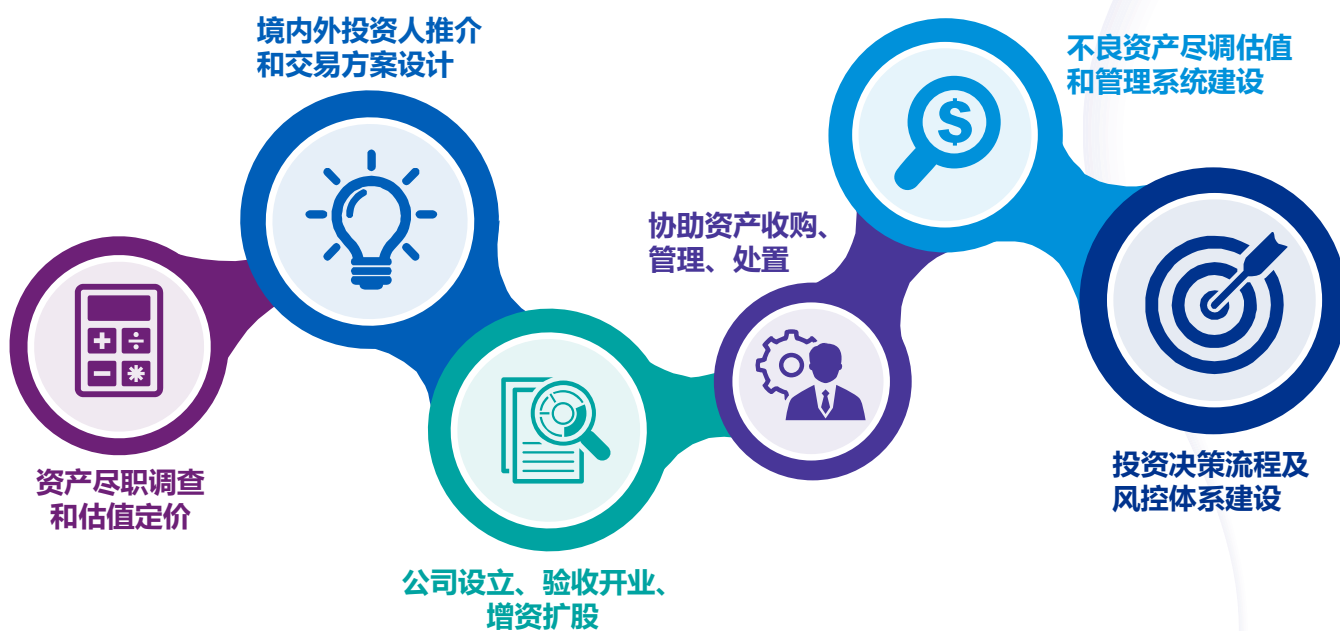 资产尽职调查
和估值定价
境内外投资人推介
和交易方案设计
公司设立、验收开业、
增资扩股
协助资产收购、
管理、处置
不良资产尽调估值
和管理系统建设
投资决策流程及
风控体系建设